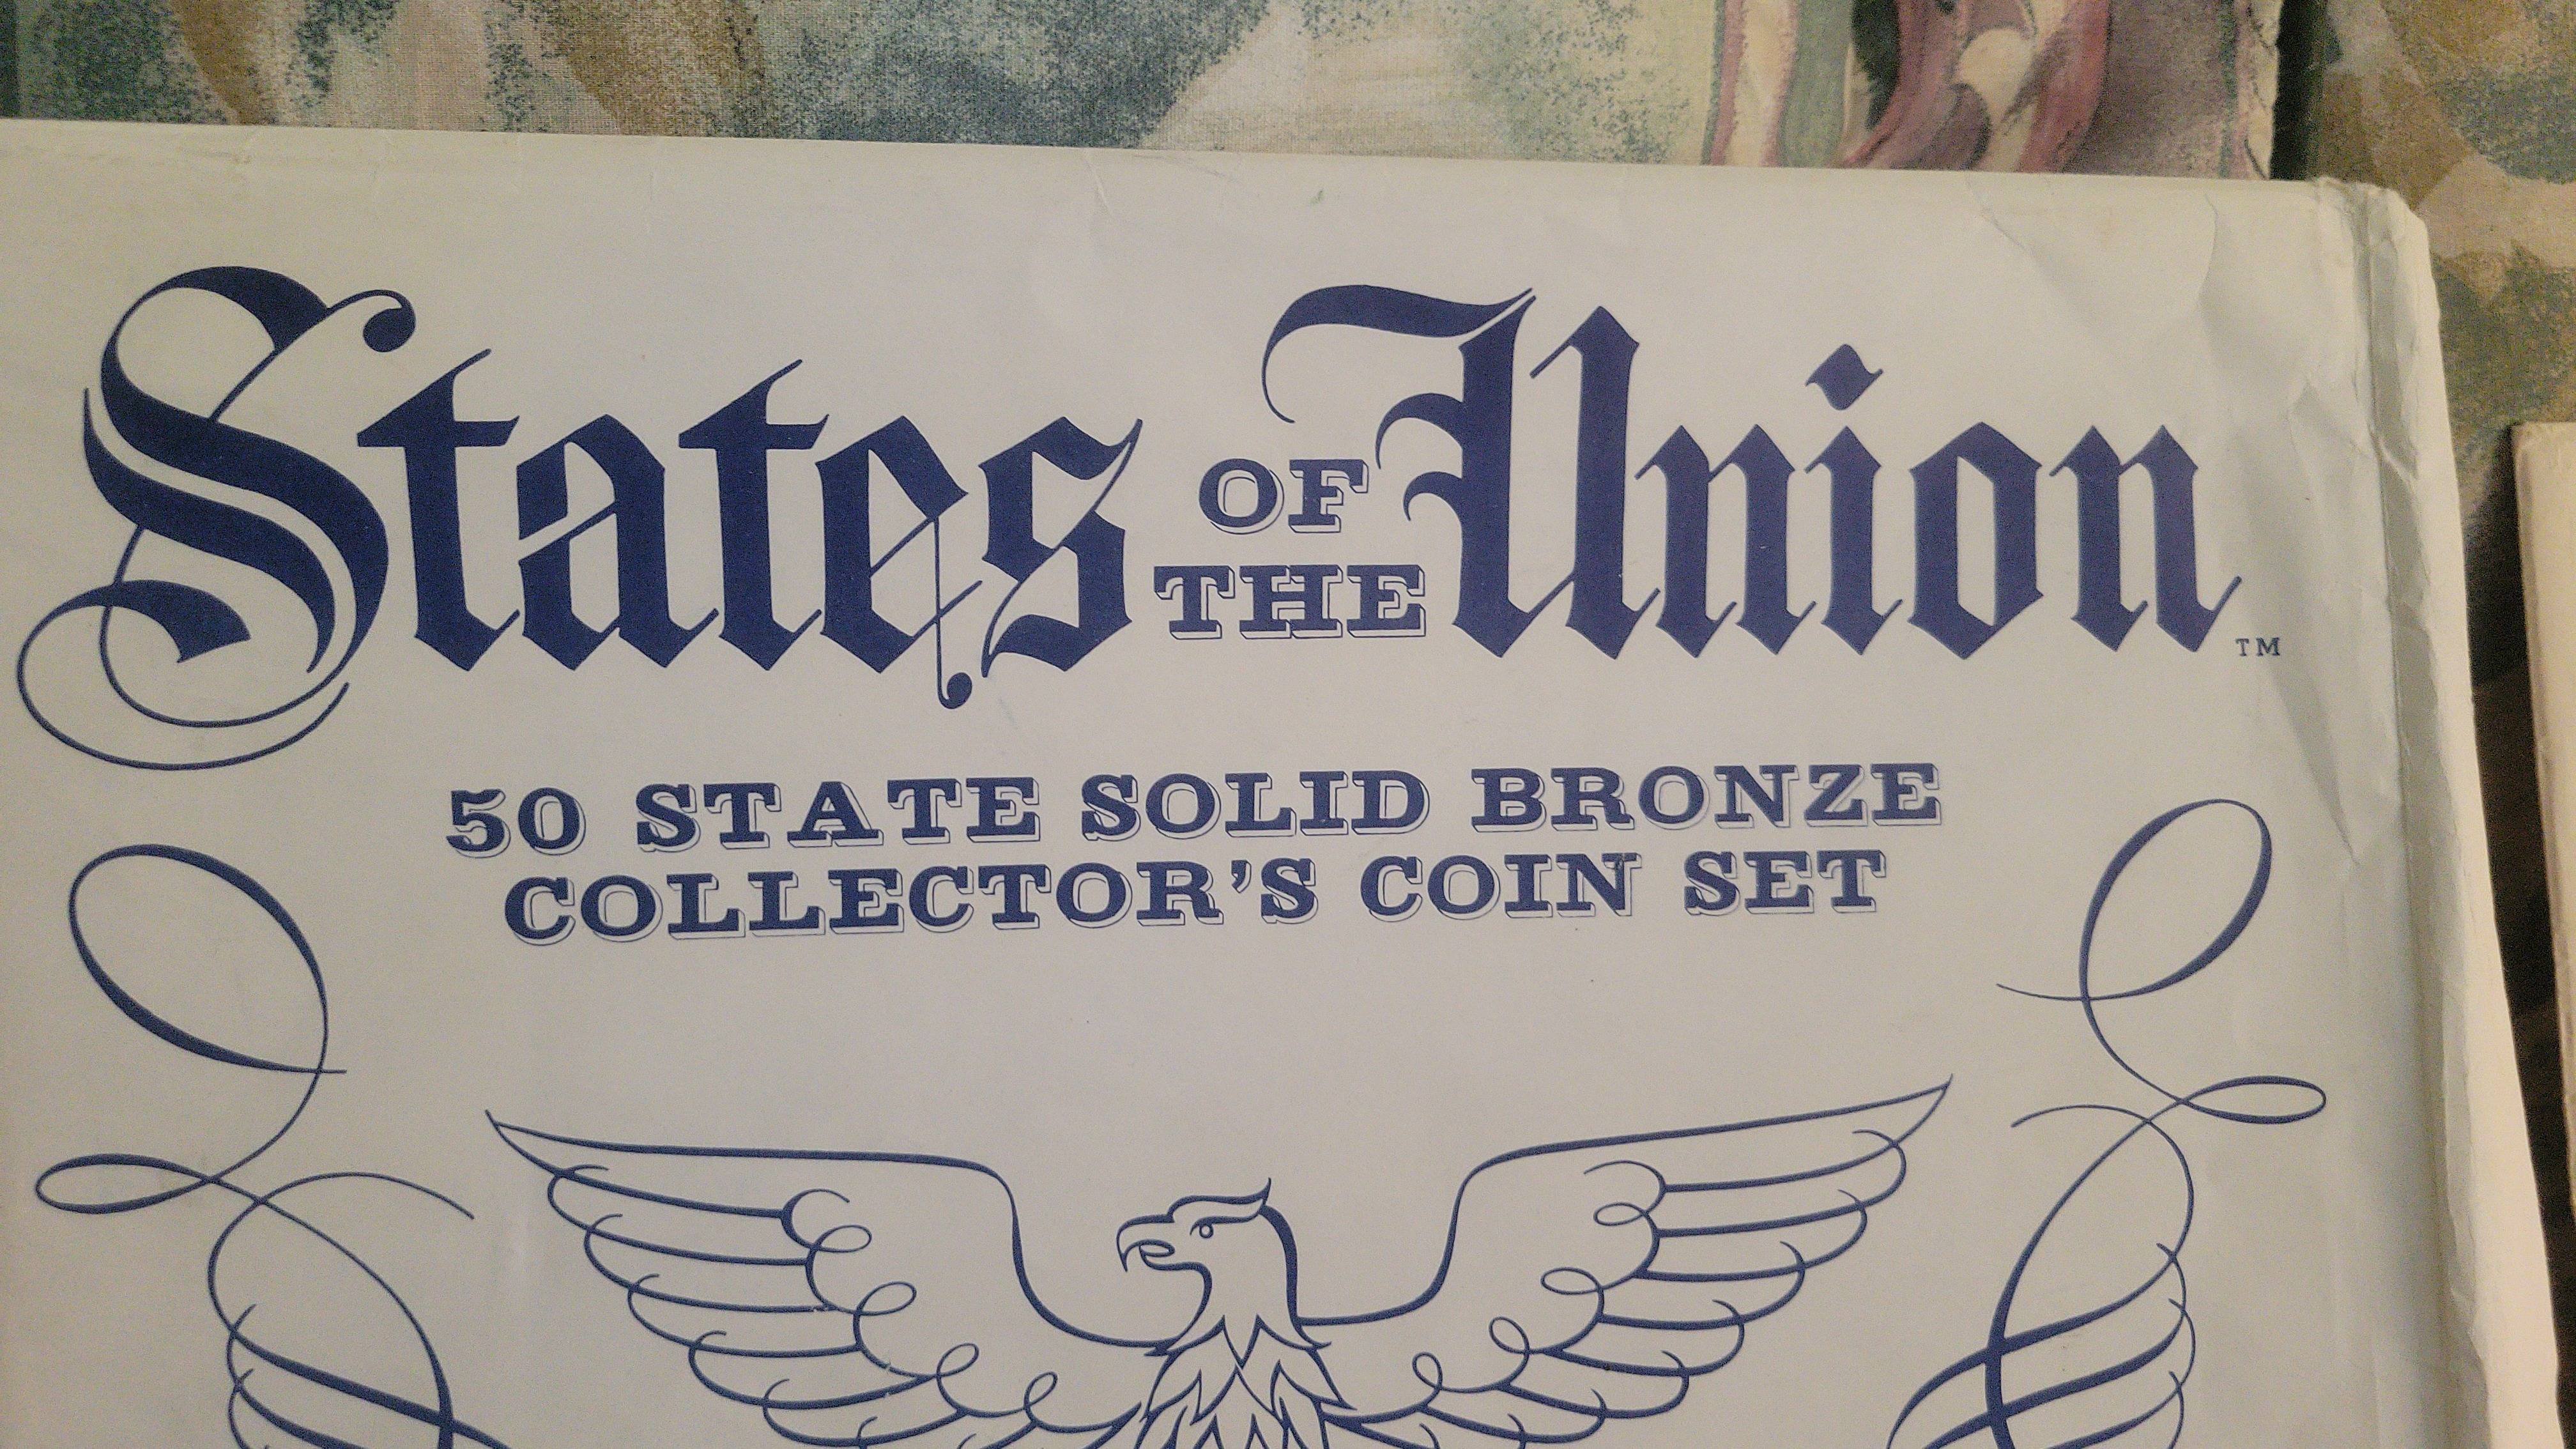 States OF THE Union TM
50 STATE SOLID BRONZE
COLLECTOR'S COIN SET